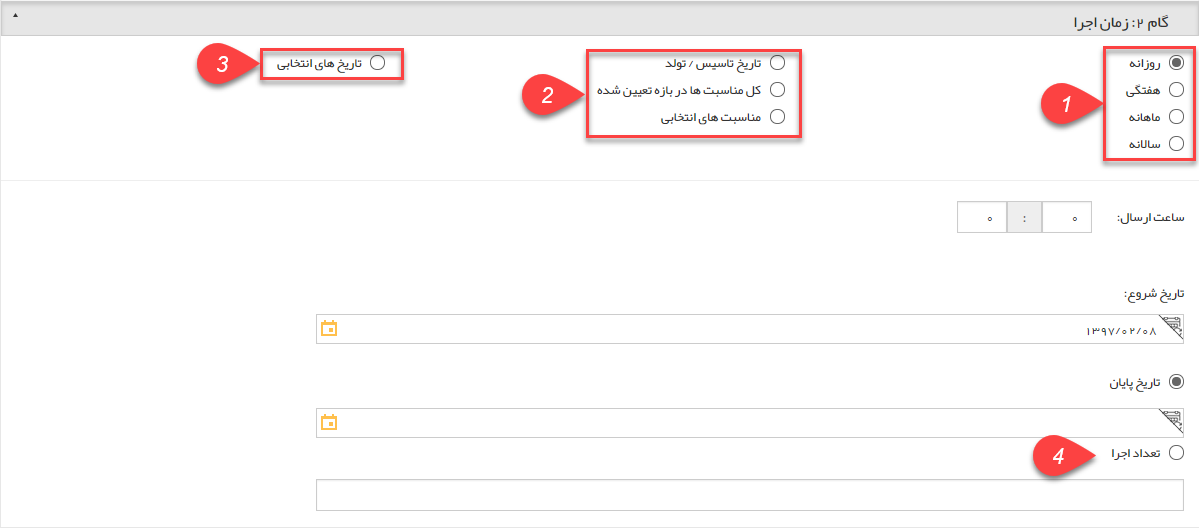 گام ۲: زمان اجرا
روزانه
هفتگی
ماهانه
سالانه
1
تاریخ تاسیس / تولد
کل مناسبت ها در بازه تعیین شده
مناسبت های انتخابی
2
تاریخ های انتخابی
3
ساعت ارسال: ۰ : ۰
تاریخ شروع:
۱۳۹۷/۰۲/۰۸
تاریخ پایان
تعداد اجرا
4